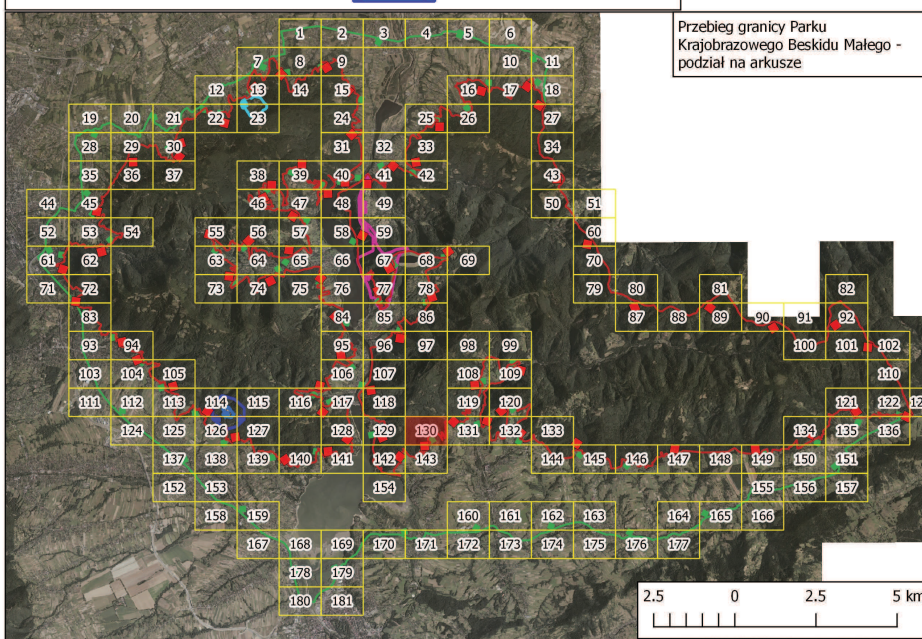 Przebieg granicy Parku
Krajobrazowego Beskidu Małego -
podział na arkusze
1 2 3 4 5 6
7 8 9 10 11
12 13 14 15 16 17 18
19 20 21 22 23 24 25 26 27
28 29 30 31 32 33 34
35 36 37 38 39 40 41 42 43
44 45 46 47 48 49 50 51
52 53 54 55 56 57 58 59 60
61 62 63 64 65 66 67 68 69 70
71 72 73 74 75 76 77 78 79 80 81 82
83 84 85 86 87 88 89 90 91 92
93 94 95 96 97 98 99 100 101 102
103 104 105 106 107 108 109 110
111 112 113 114 115 116 117 118 119 120 121 122
124 125 126 127 128 129 130 131 132 133 134 135 136
137 138 139 140 141 142 143 144 145 146 147 148 149 150 151
152 153 154 155 156 157
158 159 160 161 162 163 164 165 166
167 168 169 170 171 172 173 174 175 176 177
178 179
180 181
2.5 0 2.5 5 km